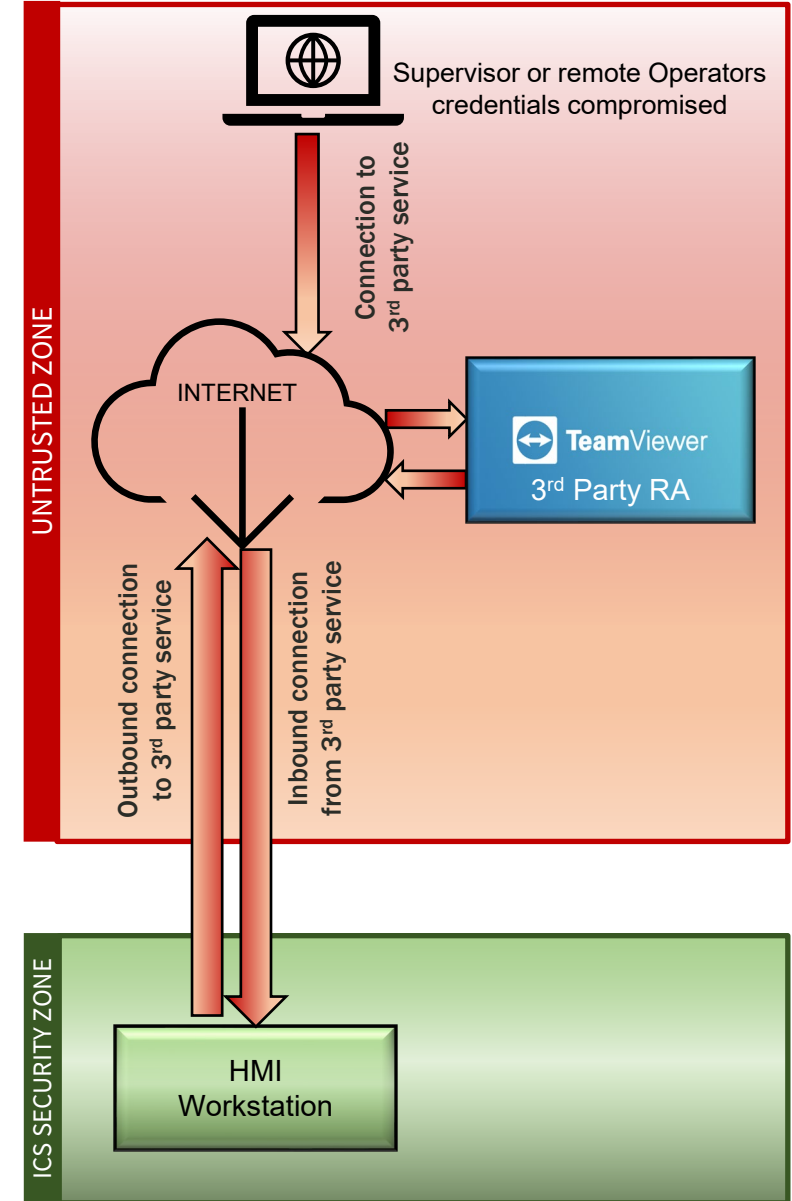 Supervisor or remote Operators
credentials compromised
Connection to
3rd party service
UNTRUSTED ZONE
INTERNET
TeamViewer
3rd Party RA
Outbound connection
to 3rd party service
Inbound connection
from 3rd party service
ICS SECURITY ZONE
HMI
Workstation